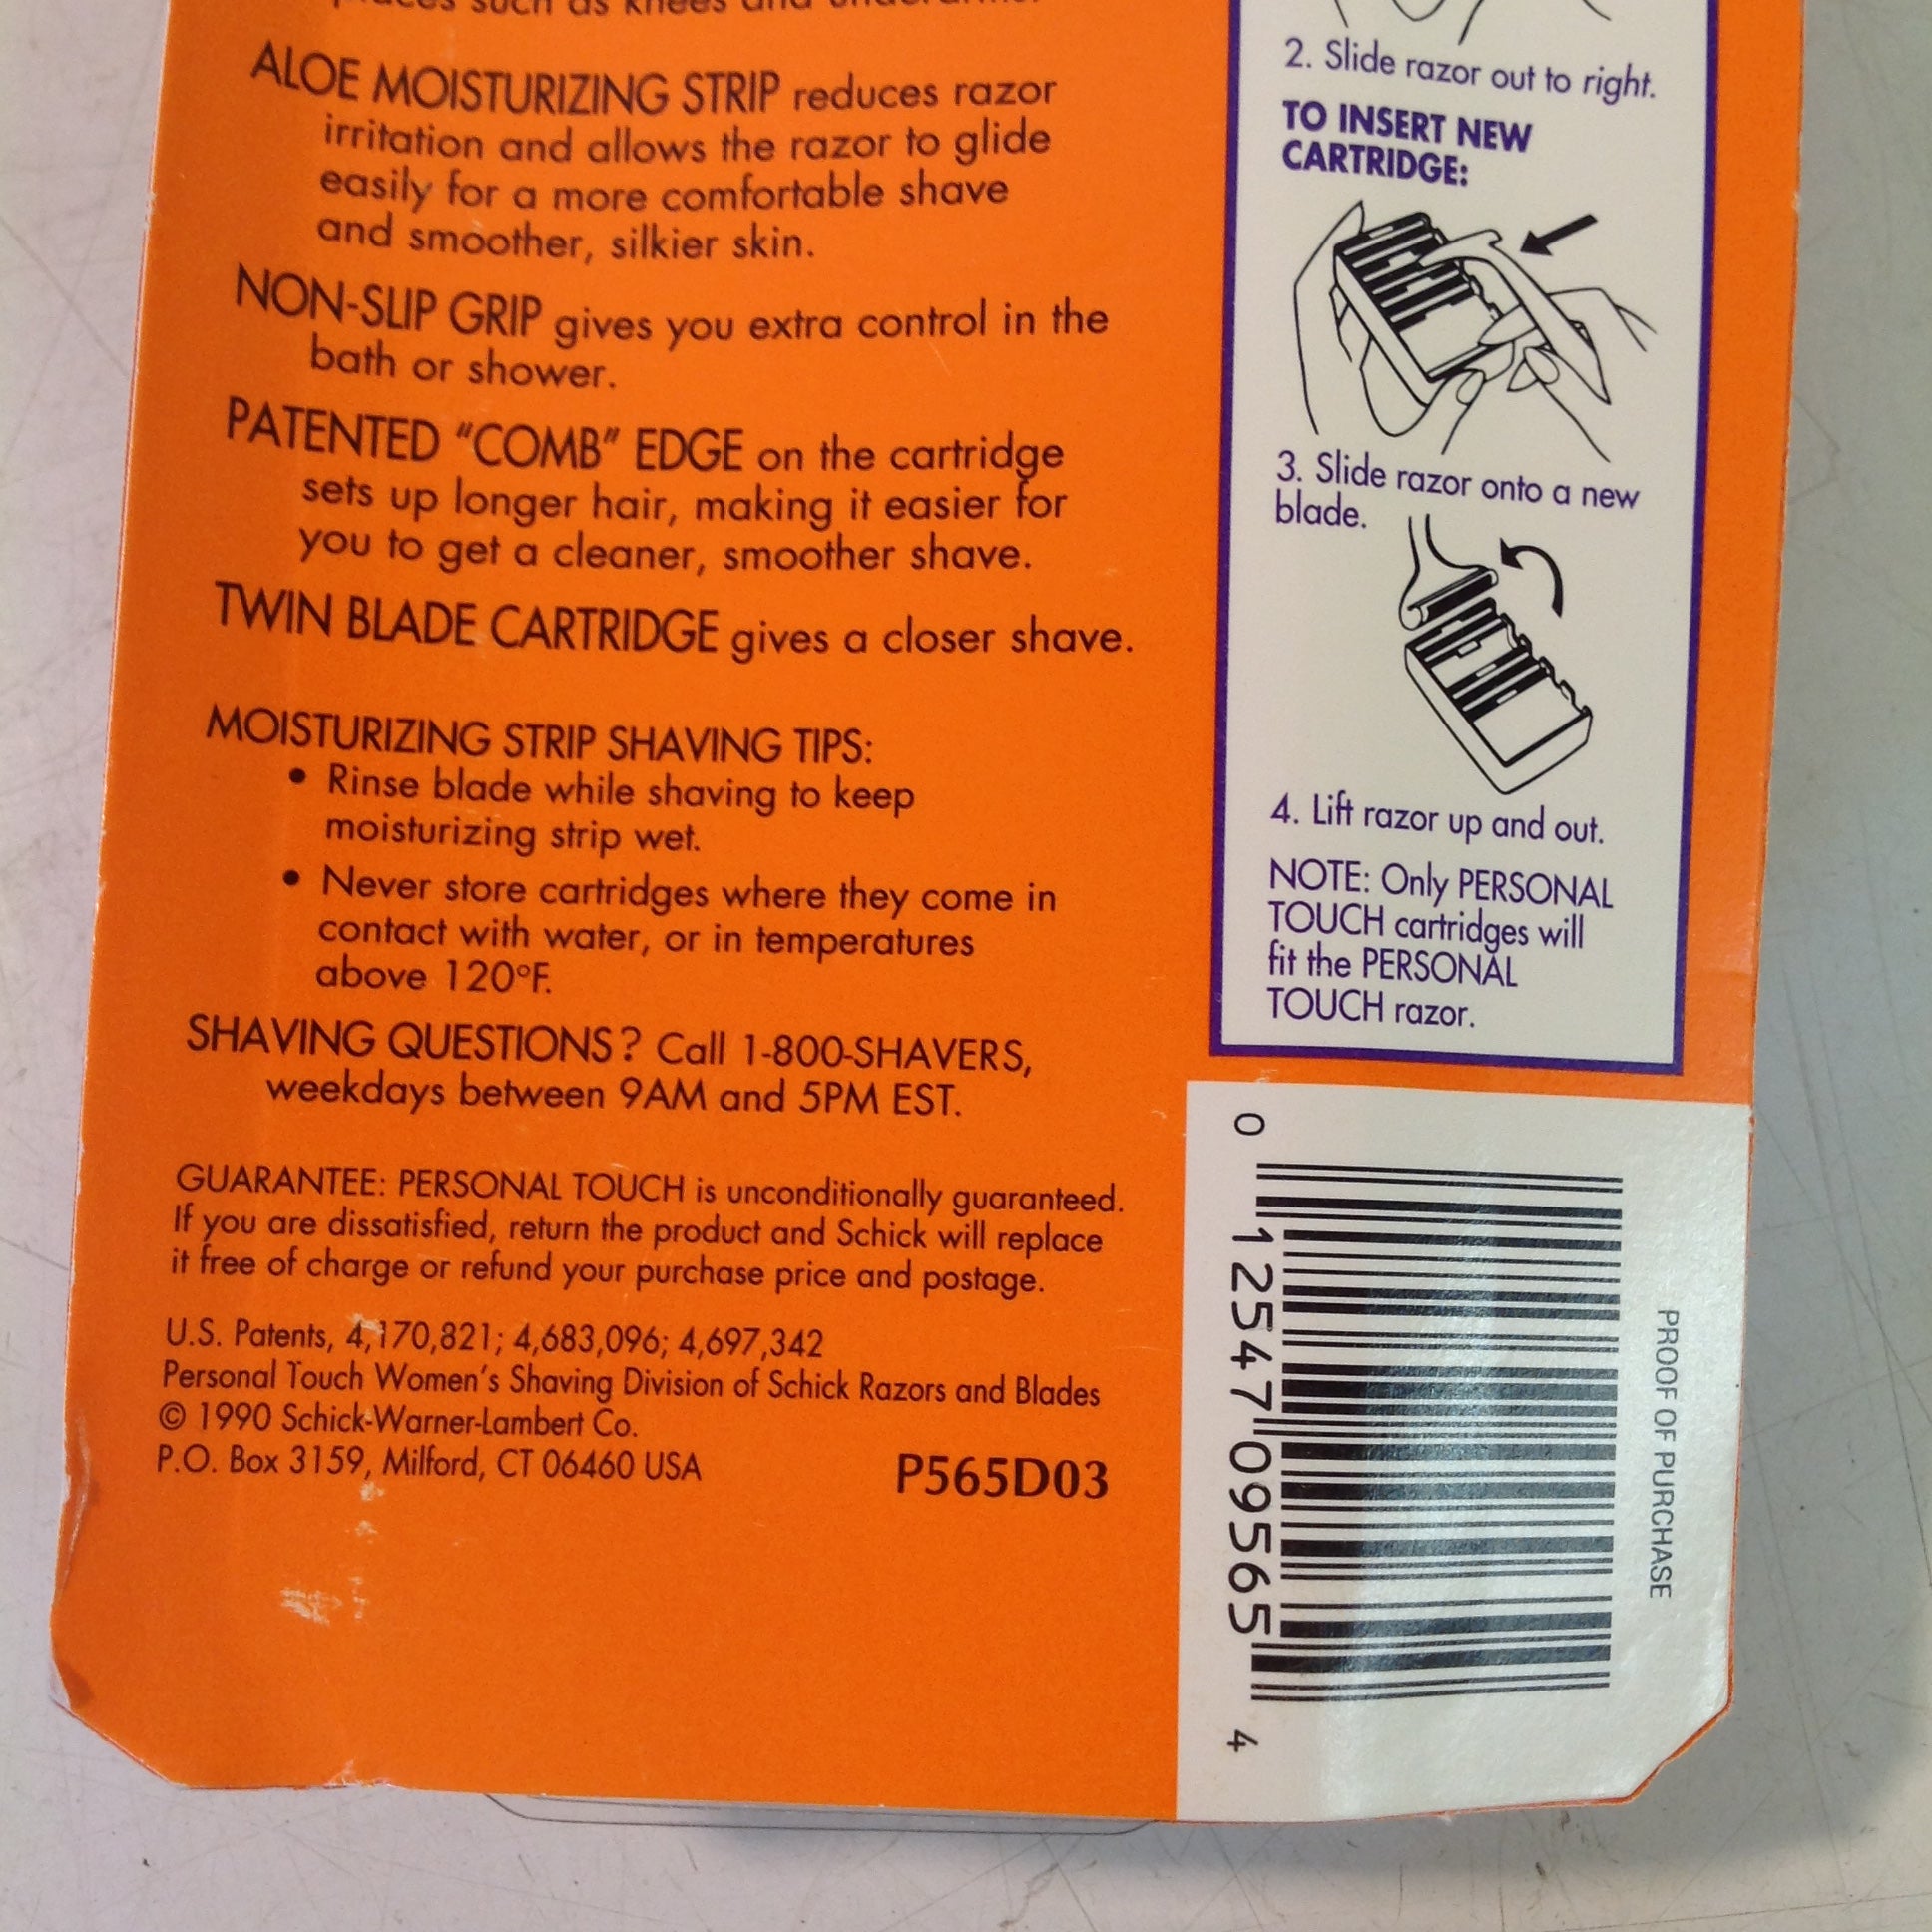 such as knees and
ALOE MOISTURIZING STRIP reduces razor
irritation and allows the razor to glide
easily for a more comfortable shave
and smoother, silkier skin.
NON-SLIP GRIP gives you extra control in the
bath or shower.
PATENTED "COMB" EDGE on the cartridge
sets up longer hair, making it easier for
you to get a cleaner, smoother shave.
TWIN BLADE CARTRIDGE gives a closer shave.
MOISTURIZING STRIP SHAVING TIPS:
• Rinse blade while shaving to keep
moisturizing strip wet.
• Never store cartridges where they come in
contact with water, or in temperatures
above 120°F.
SHAVING QUESTIONS? Call 1-800-SHAVERS,
weekdays between 9AM and 5PM EST.
GUARANTEE: PERSONAL TOUCH is unconditionally guaranteed.
If you are dissatisfied, return the product and Schick will replace
it free of charge or refund your purchase price and postage.
U.S. Patents, 4,170,821; 4,683,096; 4,697,342
Personal Touch Women's Shaving Division of Schick Razors and Blades
© 1990 Schick-Warner-Lambert Co.
P.O. Box 3159, Milford, CT 06460 USA
P565D03
2. Slide razor out to right.
TO INSERT NEW
CARTRIDGE:
3. Slide razor onto a new
blade.
4. Lift razor up and out.
NOTE: Only PERSONAL
TOUCH cartridges will
fit the PERSONAL
TOUCH razor.
0 12547 09565 4
PROOF OF PURCHASE